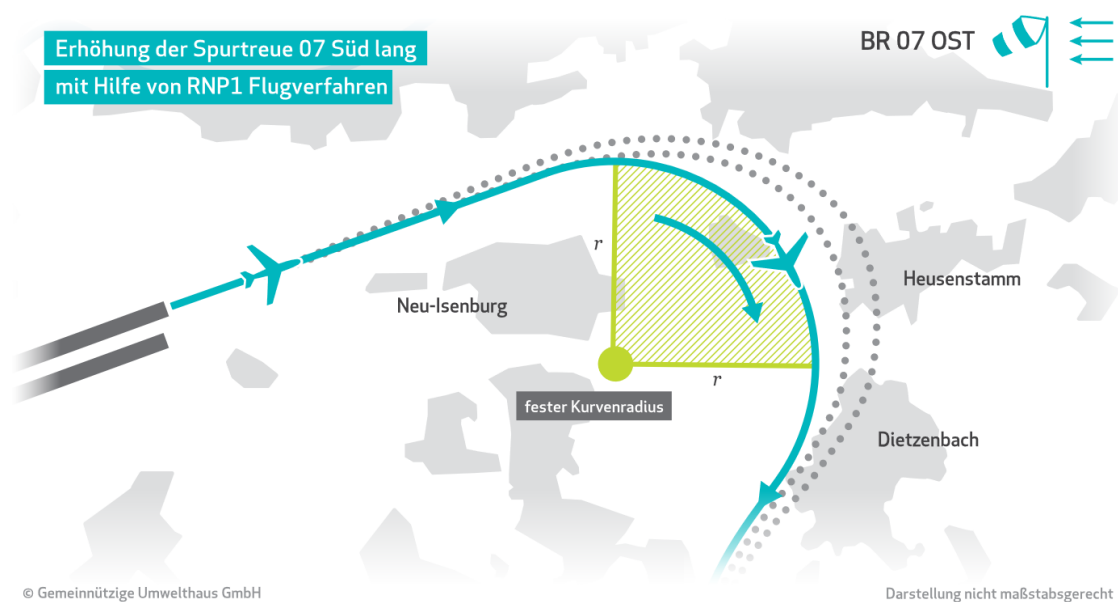 Erhöhung der Spurtreue 07 Süd lang
mit Hilfe von RNP1 Flugverfahren
BR 07 OST
r
Heusenstamm
Neu-Isenburg
r
fester Kurvenradius
Dietzenbach
© Gemeinnützige Umwelthaus GmbH
Darstellung nicht maßstabsgerecht